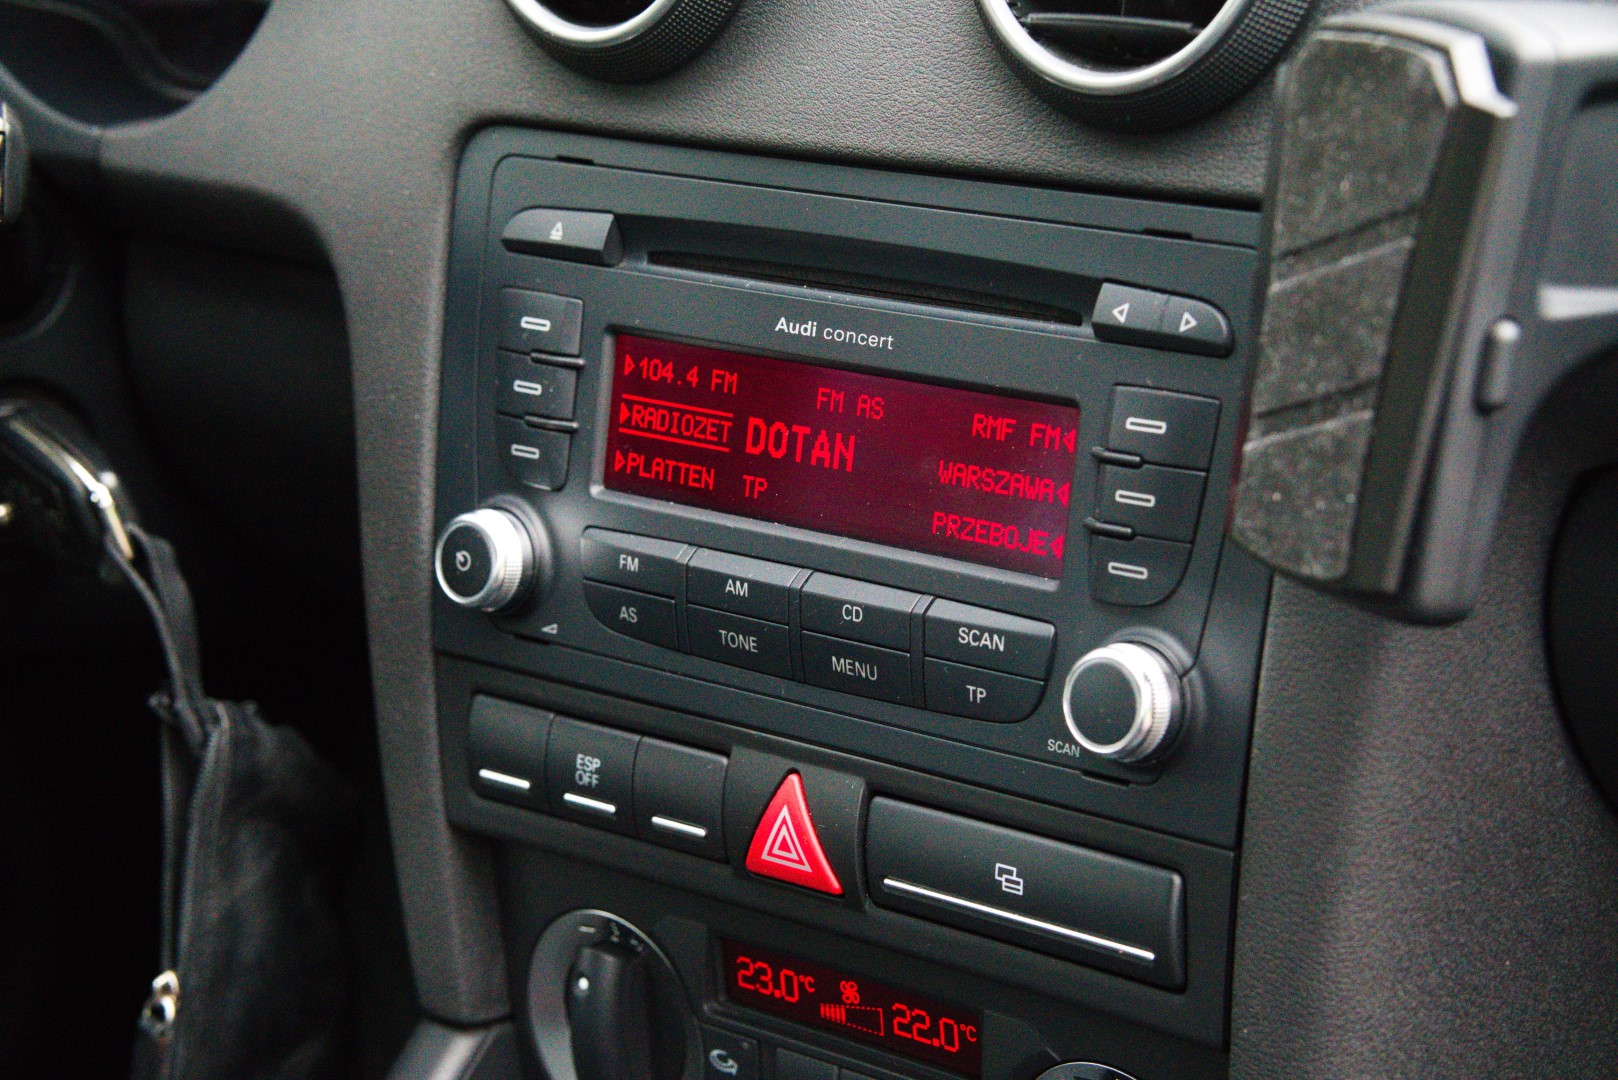 Audi concert
104.4 FM
FM AS
RMF FM
RADIOZET
DOTAN
WARSZAWA
PLATTEN
TP
PRZEBOJE
FM
AM
CD
SCAN
AS
TONE
MENU
TP
SCAN
ESP
OFF
23.0°C
22.0°C